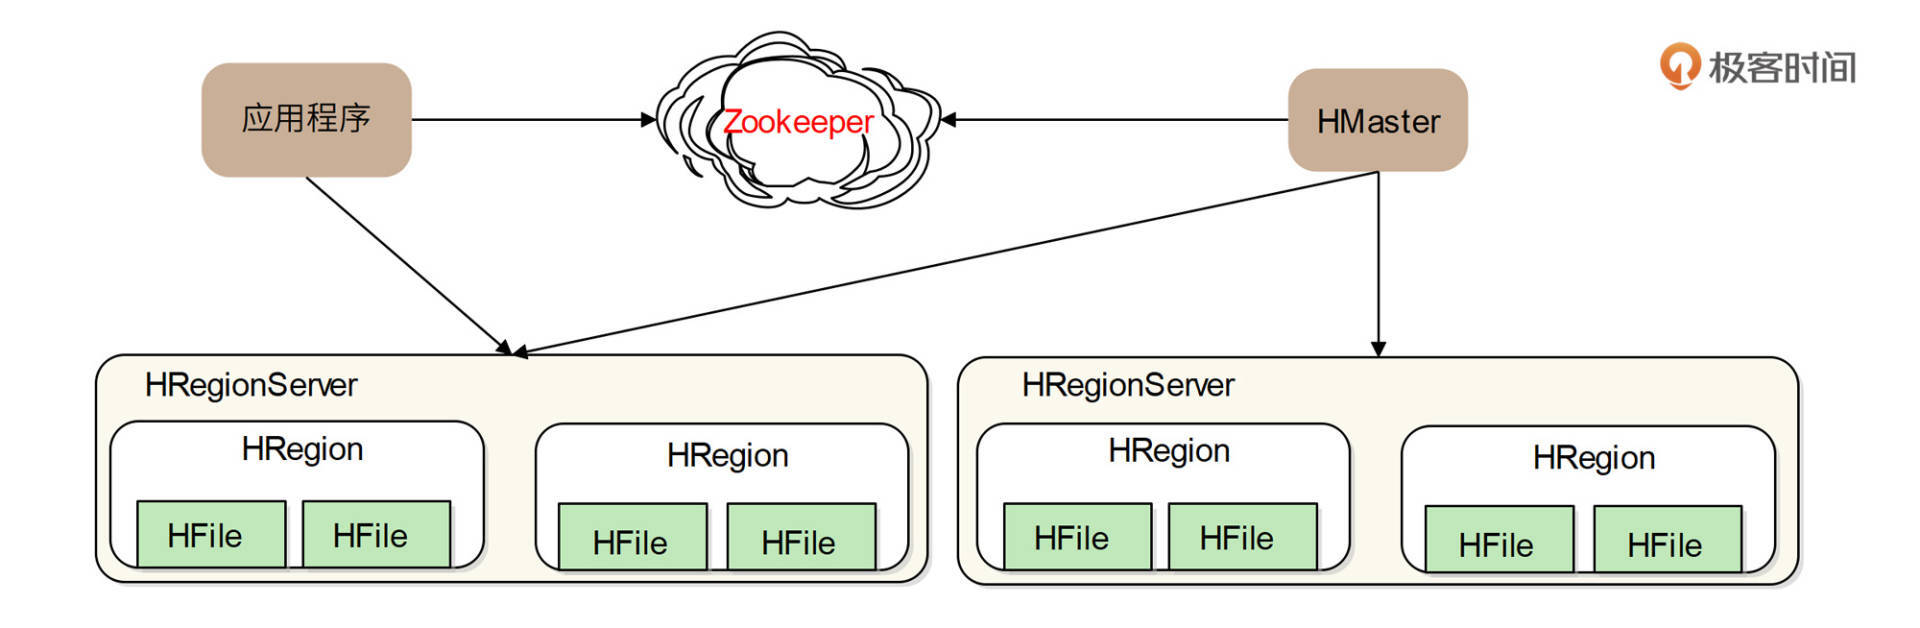 应用程序
Zookeeper
HMaster
极客时间
HRegionServer
HRegion
HFile
HFile
HRegion
HFile
HFile
HRegionServer
HRegion
HFile
HFile
HRegion
HFile
HFile